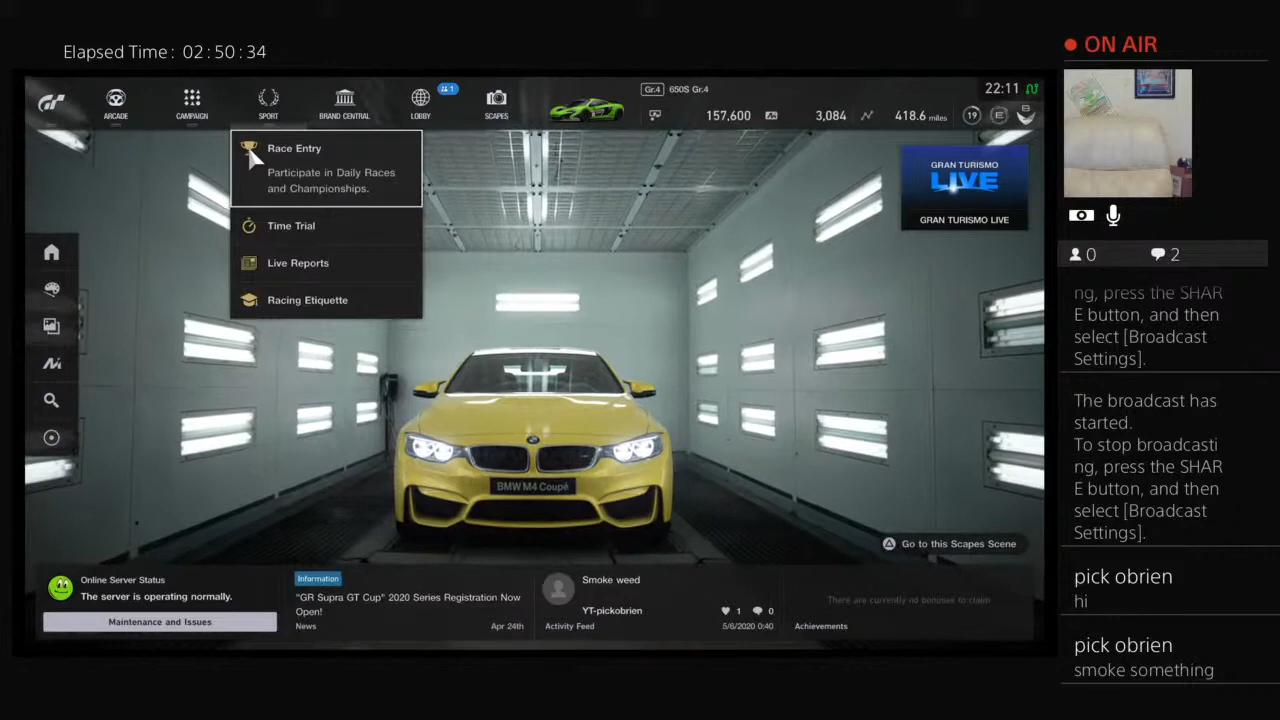 Elapsed Time: 02:50:34
ON AIR
GT
ARCADE
CAMPAIGN
SPORT
BRAND CENTRAL
LOBBY
1
SCAPES
Gr.4 650S Gr.4
22:11
157,600
3,084
418.6 miles
19
E
Race Entry
Participate in Daily Races
and Championships.
Time Trial
Live Reports
Racing Etiquette
GRAN TURISMO
LIVE
GRAN TURISMO LIVE
BMW M4 Coupé
Go to this Scapes Scene
Online Server Status
The server is operating normally.
Maintenance and Issues
Information
"GR Supra GT Cup" 2020 Series Registration Now
Open!
News
Apr 24th
Smoke weed
YT-pickobrien
1
0
Activity Feed
5/6/2020 0:40
There are currently no bonuses to claim
Achievements
0
2
ng, press the SHAR
E button, and then
select [Broadcast
Settings].
The broadcast has
started.
To stop broadcasti
ng, press the SHAR
E button, and then
select [Broadcast
Settings].
pick obrien
hi
pick obrien
smoke something